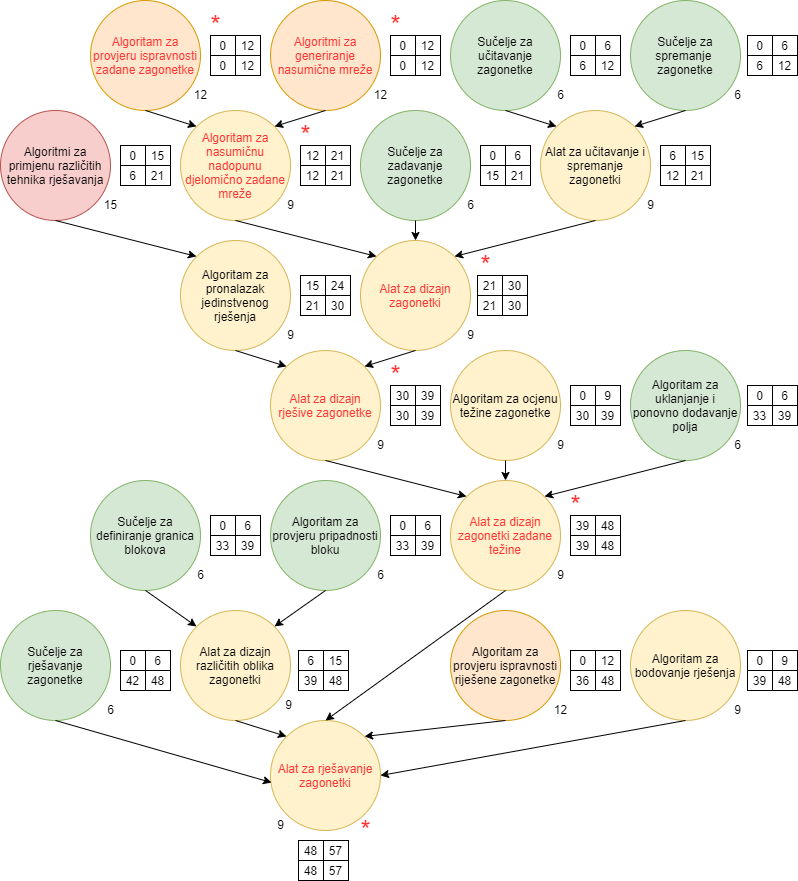 *
*
Algoritam za
provjeru ispravnosti
zadane zagonetke
0 12
0 12
12
Algoritmi za
generiranje
nasumične mreže
0 12
0 12
12
Sučelje za
učitavanje
zagonetke
0 6
6 12
6
Sučelje za
spremanje
zagonetke
0 6
6 12
6
Algoritmi za
primjenu različitih
tehnika rješavanja
0 15
6 21
15
*
Algoritam za
nasumičnu
nadopunu
djelomično zadane
mreže
12 21
12 21
9
Sučelje za
zadavanje
zagonetke
0 6
15 21
6
Alat za učitavanje i
spremanje
zagonetki
6 15
12 21
9
Algoritam za
pronalazak
jedinstvenog
rješenja
15 24
21 30
9
*
Alat za dizajn
zagonetki
21 30
21 30
9
*
Alat za dizajn
rješive zagonetke
30 39
30 39
9
Algoritam za ocjenu
težine zagonetke
0 9
30 39
9
Algoritam za
uklanjanje i
ponovno dodavanje
polja
0 6
33 39
6
Sučelje za
definiranje granica
blokova
0 6
33 39
6
Algoritam za
provjeru pripadnosti
bloku
0 6
33 39
6
*
Alat za dizajn
zagonetki zadane
težine
39 48
39 48
9
Sučelje za
rješavanje
zagonetke
0 6
42 48
6
Alat za dizajn
različitih oblika
zagonetki
6 15
39 48
9
Algoritam za
provjeru ispravnosti
riješene zagonetke
0 12
36 48
12
Algoritam za
bodovanje rješenja
0 9
39 48
9
Alat za rješavanje
zagonetki
9
*
48 57
48 57